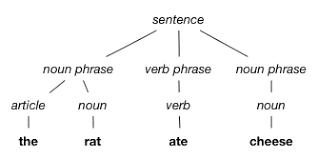 sentence
noun phrase verb phrase noun phrase
article noun verb noun
the rat ate cheese